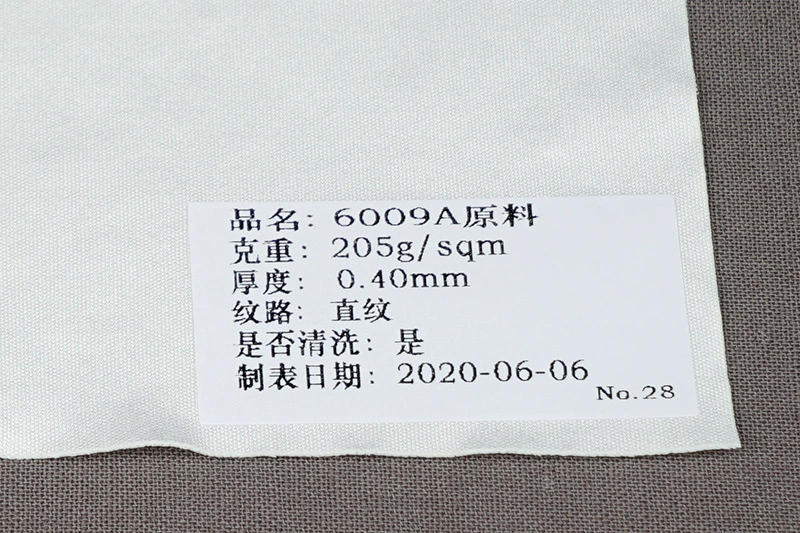 品名: 6009A原料
克重: 205g/sqm
厚度: 0.40mm
纹路: 直纹
是否清洗: 是
制表日期: 2020-06-06
No.28